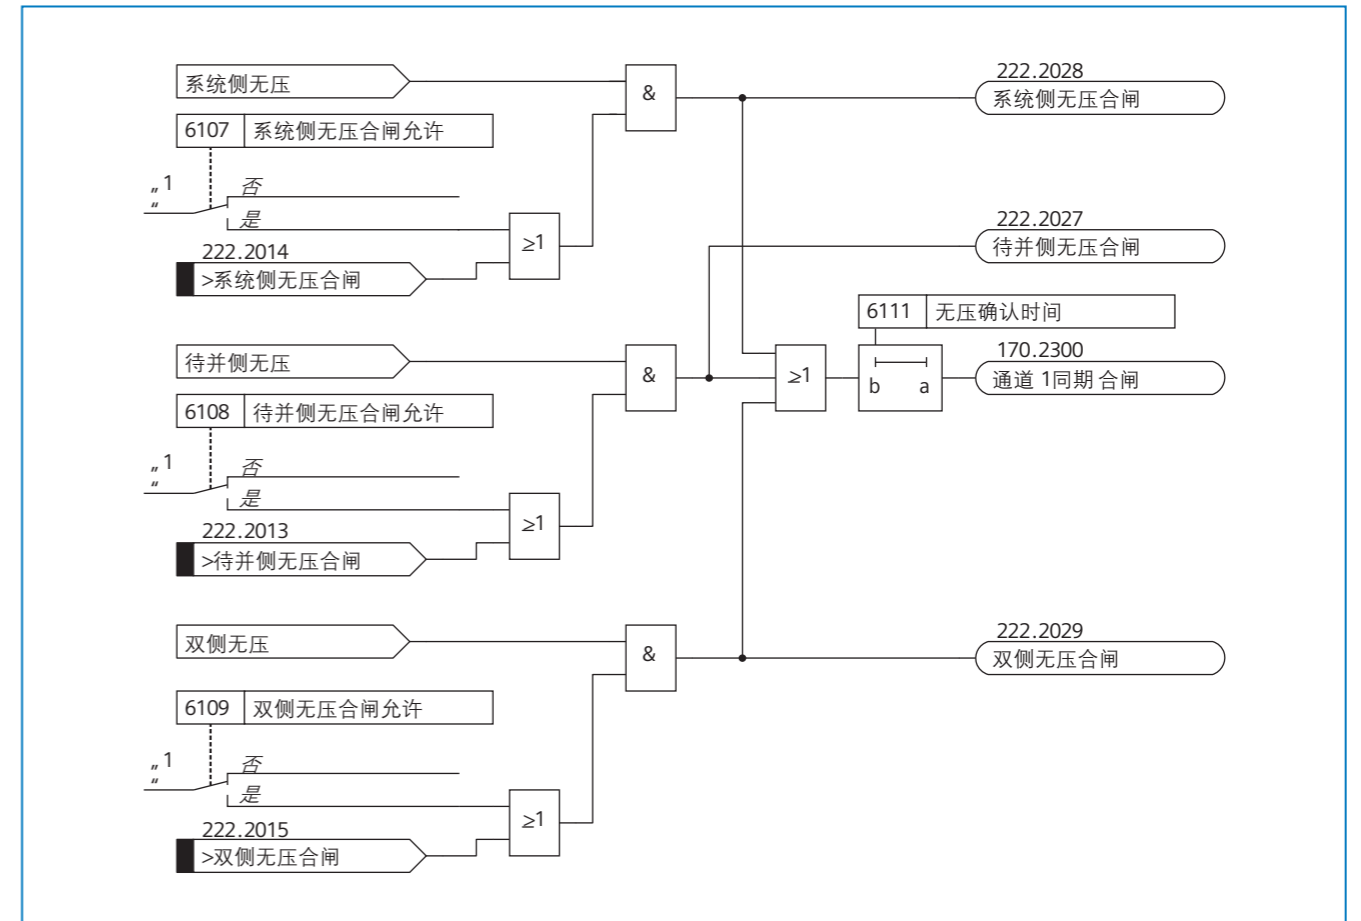 系统侧无压
&
222.2028
系统侧无压合闸
6107 系统侧无压合闸允许
„1
“
否
是
≥1
222.2014
>系统侧无压合闸
222.2027
待并侧无压合闸
6111 无压确认时间
待并侧无压
&
≥1
b a
170.2300
通道 1同期 合闸
6108 待并侧无压合闸允许
„1
“
否
是
≥1
222.2013
>待并侧无压合闸
双侧无压
&
222.2029
双侧无压合闸
6109 双侧无压合闸允许
„1
“
否
是
≥1
222.2015
>双侧无压合闸